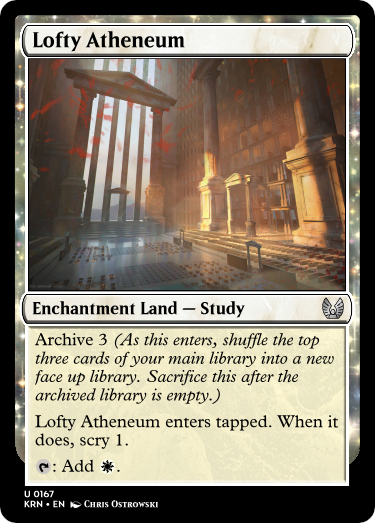 Lofty Atheneum
Enchantment Land — Study
Archive 3 (As this enters, shuffle the top
three cards of your main library into a new
face up library. Sacrifice this after the
archived library is empty.)
Lofty Atheneum enters tapped. When it
does, scry 1.
: Add .
U 0167
KRN • EN Chris Ostrowski